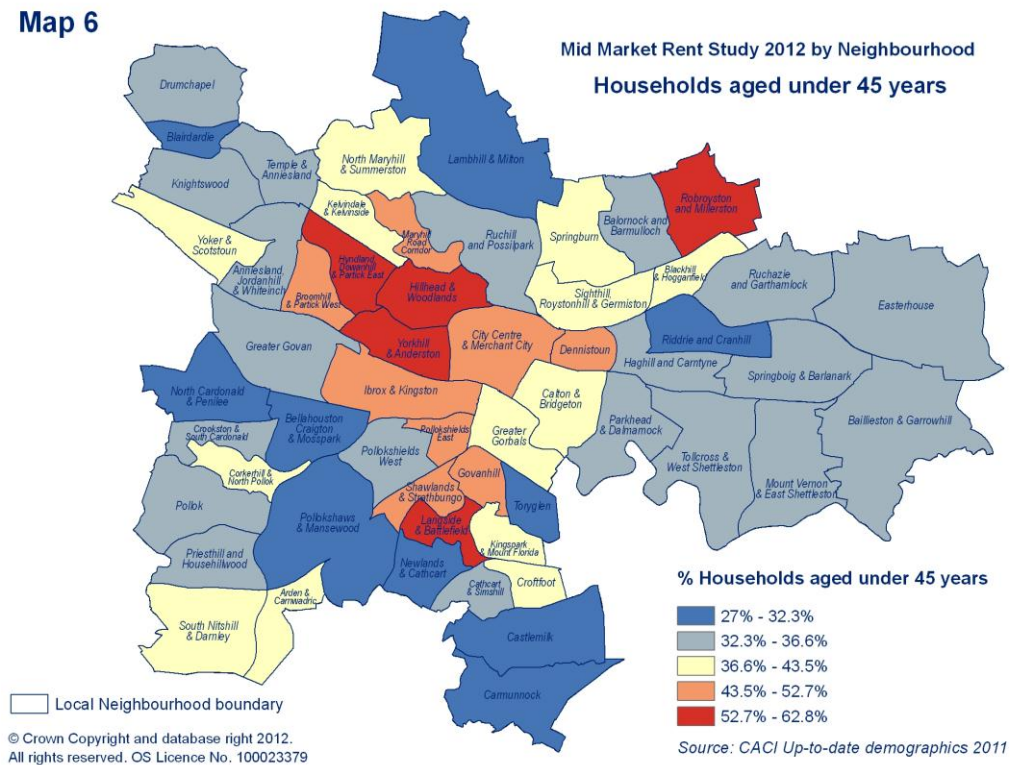 Map 6
Mid Market Rent Study 2012 by Neighbourhood
Households aged under 45 years
Drumchapel
Blairdardie
Knightswood
Temple &
Anniesland
North Maryhill
& Summerston
Lambhill & Milton
Kelvindale
& Kelvinside
Maryhill
Road
Corridor
Ruchill
and Possilpark
Springburn
Balornock and
Barmulloch
Robroyston
and Millerston
Yoker &
Scotstoun
Anniesland,
Jordanhill
& Whiteinch
Broomhill
& Partick West
Hyndland,
Dowanhill
& Partick East
Hillhead &
Woodlands
Sighthill,
Roystonhill & Germiston
Blackhill
& Hogganfield
Ruchazie
and Garthamlock
Easterhouse
Greater Govan
Yorkhill
& Anderston
City Centre
& Merchant City
Dennistoun
Riddrie and Cranhill
Haghill and Carntyne
Springboig & Barlanark
North Cardonald
& Penilee
Ibrox & Kingston
Calton &
Bridgeton
Bellahouston
Craigton
& Mosspark
Pollokshields
East
Greater
Gorbals
Parkhead
& Dalmarnock
Baillieston & Garrowhill
Crookston &
South Cardonald
Pollokshields
West
Tollcross &
West Shettleston
Corkerhill &
North Pollok
Govanhill
Mount Vernon
& East Shettleston
Pollok
Shawlands
& Strathbungo
Toryglen
Pollokshaws
& Mansewood
Langside
& Battlefield
Kingspark
& Mount Florida
Priesthill and
Househillwood
Newlands
& Cathcart
Cathcart
& Simshill
Croftfoot
Arden &
Carnwadric
South Nitshill
& Darnley
Castlemilk
Carmunnock
% Households aged under 45 years
27% - 32.3%
32.3% - 36.6%
36.6% - 43.5%
43.5% - 52.7%
52.7% - 62.8%
Local Neighbourhood boundary
© Crown Copyright and database right 2012.
All rights reserved. OS Licence No. 100023379
Source: CACI Up-to-date demographics 2011